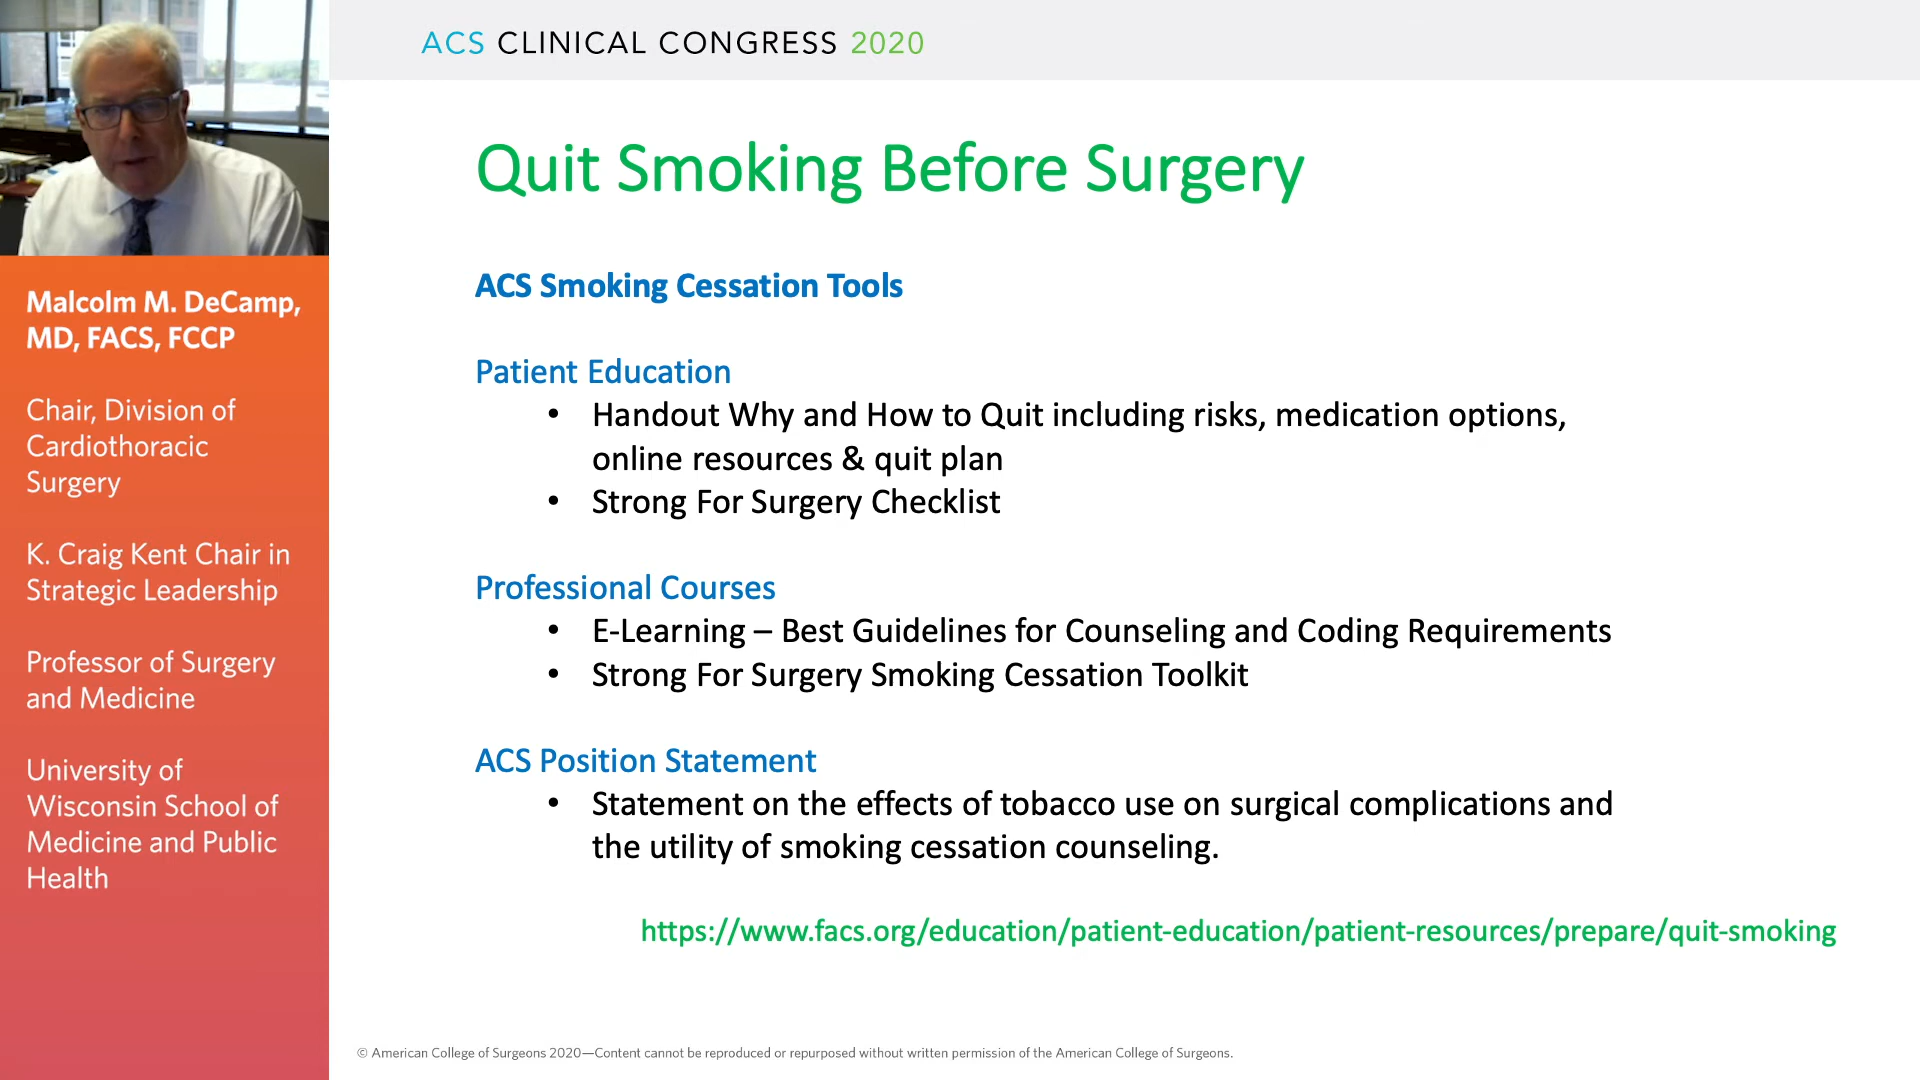 ACS CLINICAL CONGRESS 2020
Malcolm M. DeCamp,
MD, FACS, FCCP
Chair, Division of
Cardiothoracic
Surgery
K. Craig Kent Chair in
Strategic Leadership
Professor of Surgery
and Medicine
University of
Wisconsin School of
Medicine and Public
Health
Quit Smoking Before Surgery
ACS Smoking Cessation Tools
Patient Education
• Handout Why and How to Quit including risks, medication options,
online resources & quit plan
• Strong For Surgery Checklist
Professional Courses
• E-Learning – Best Guidelines for Counseling and Coding Requirements
• Strong For Surgery Smoking Cessation Toolkit
ACS Position Statement
• Statement on the effects of tobacco use on surgical complications and
the utility of smoking cessation counseling.
https://www.facs.org/education/patient-education/patient-resources/prepare/quit-smoking
© American College of Surgeons 2020—Content cannot be reproduced or repurposed without written permission of the American College of Surgeons.